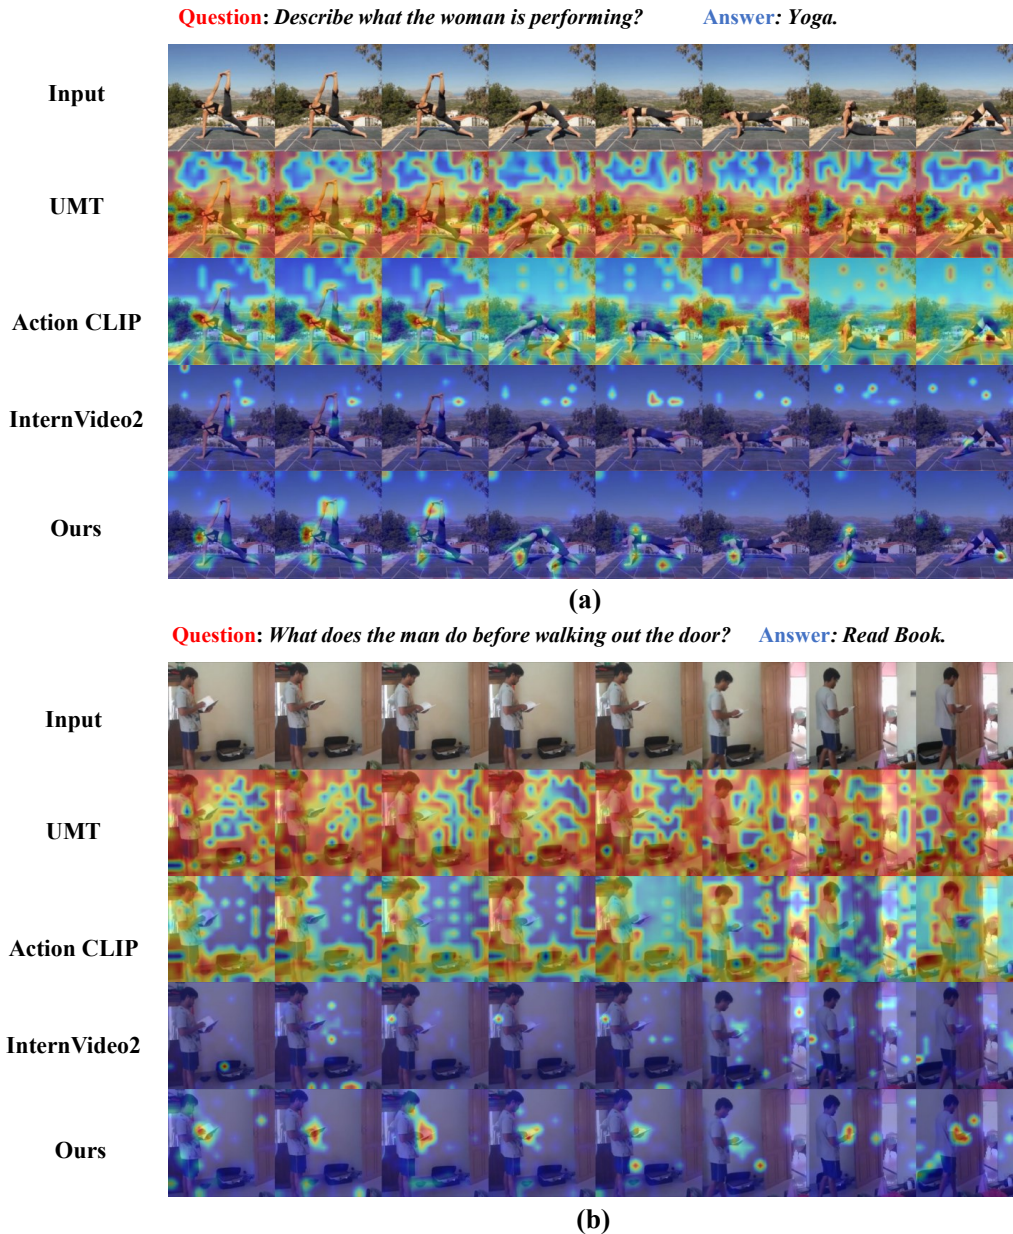 Question: Describe what the woman is performing? Answer: Yoga.
Input
UMT
Action CLIP
InternVideo2
Ours
(a)
Question: What does the man do before walking out the door? Answer: Read Book.
Input
UMT
Action CLIP
InternVideo2
Ours
(b)